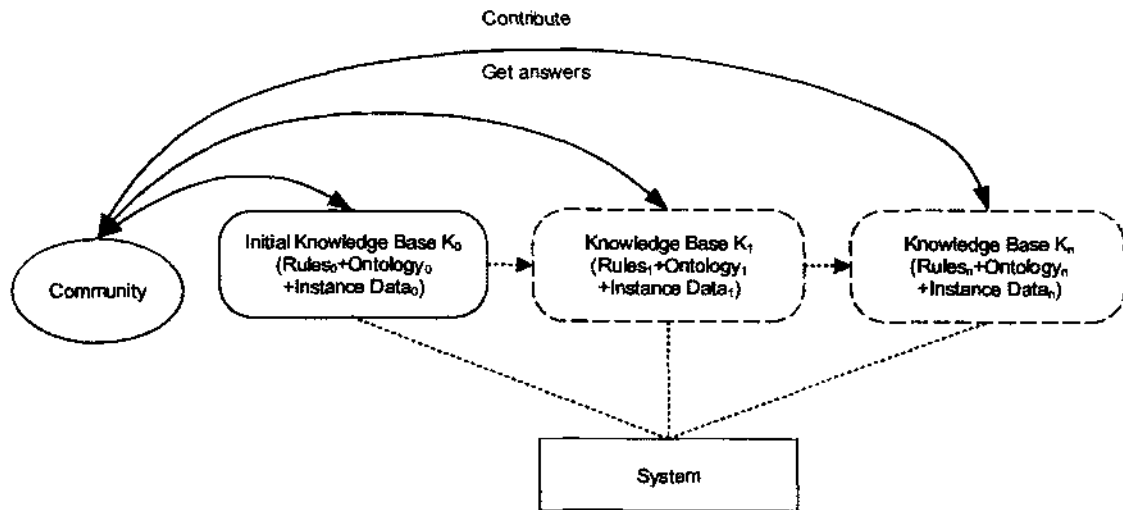 Contribute
Get answers
Community
Initial Knowledge Base K₀
(Rules₀+Ontology₀
+Instance Data₀)
Knowledge Base K₁
(Rules₁+Ontology₁
+Instance Data₁)
Knowledge Base Kₙ
(Rulesₙ+Ontologyₙ
+Instance Dataₙ)
System